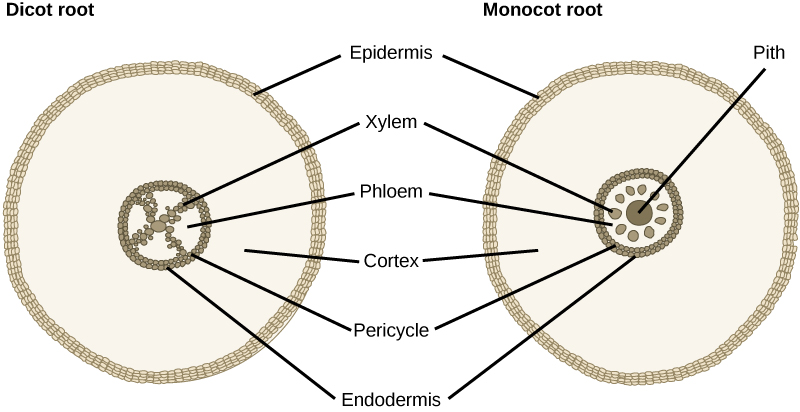 Dicot root
Monocot root
Epidermis
Pith
Xylem
Phloem
Cortex
Pericycle
Endodermis